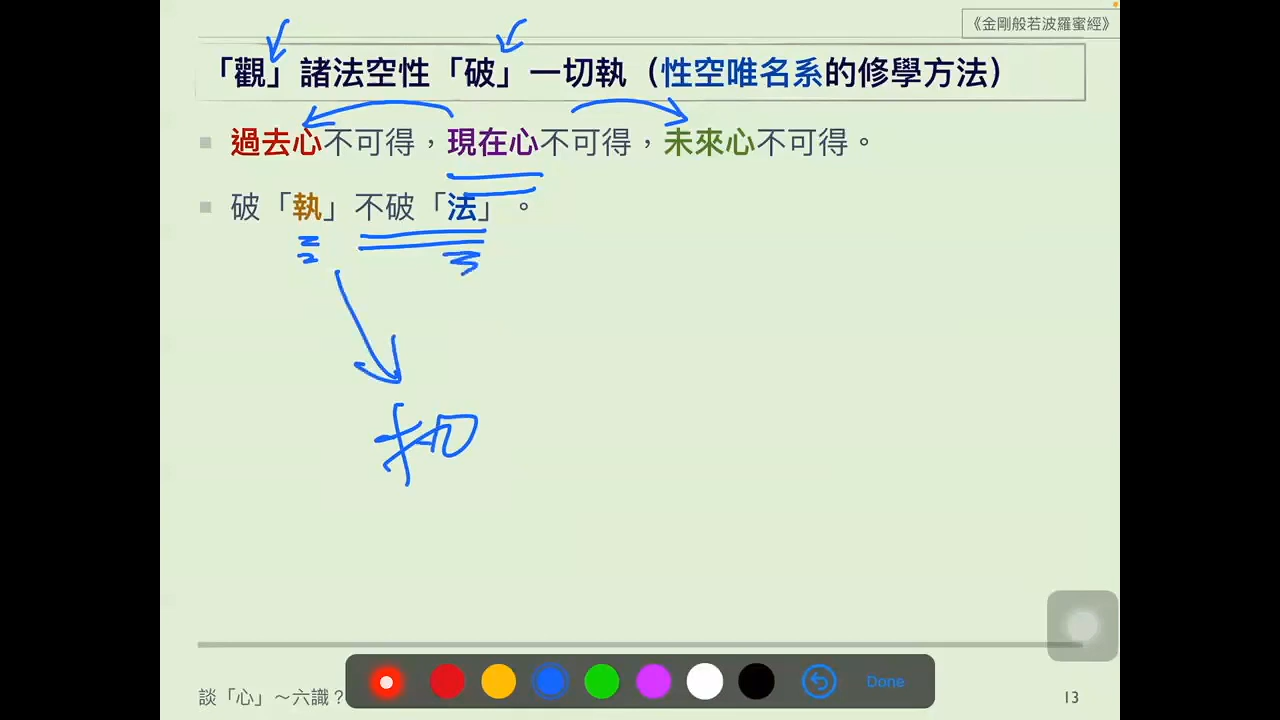 《金剛般若波羅蜜經》
「觀」諸法空性「破」一切執（性空唯名系的修學方法）
過去心不可得，現在心不可得，未來心不可得。
破「執」不破「法」。
談「心」～六識？
Done
13